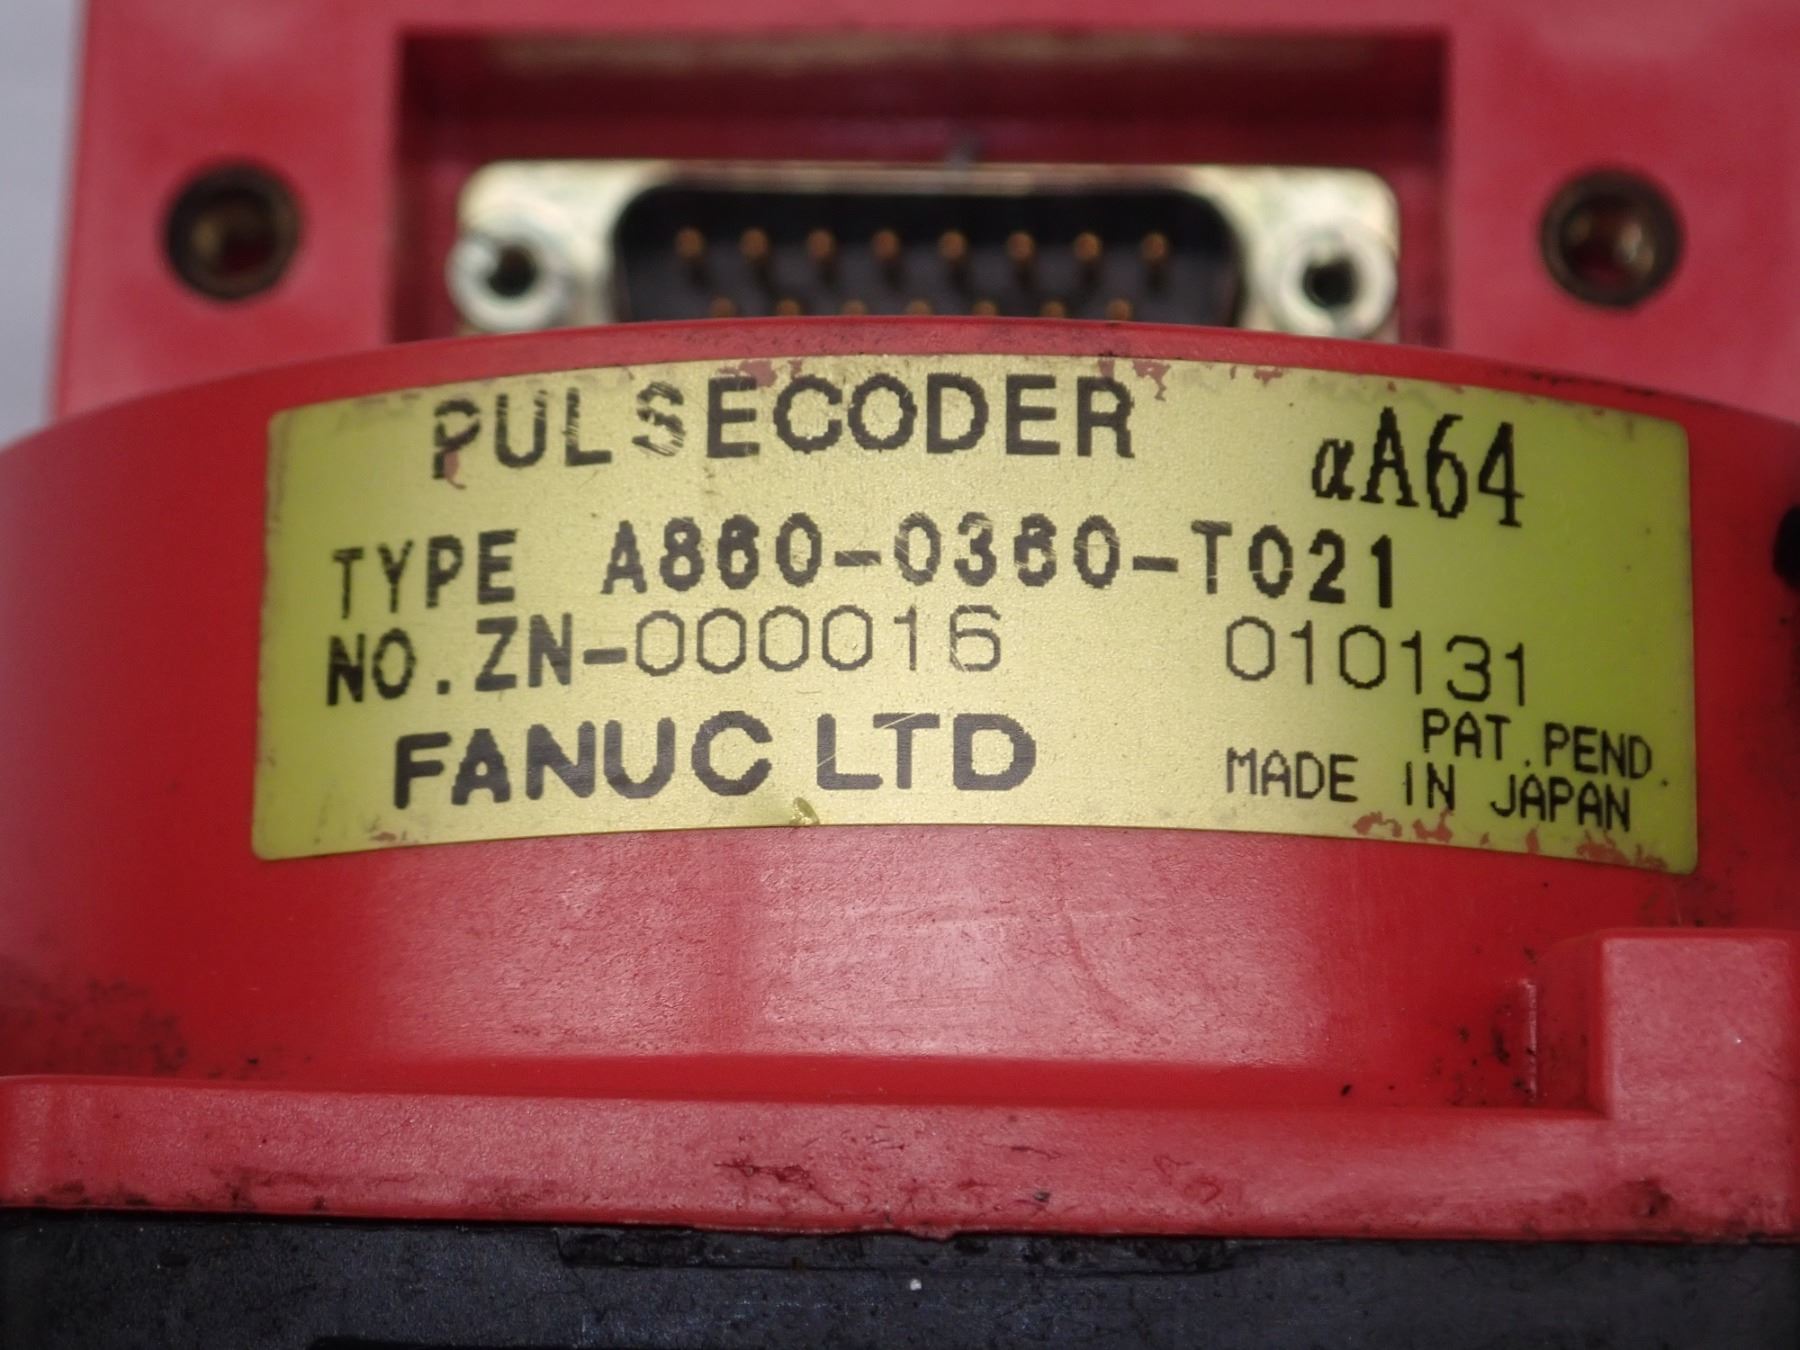 PULSECODER αA64
TYPE A860-0360-T021
NO. ZN-000016 010131
FANUC LTD
PAT. PEND.
MADE IN JAPAN